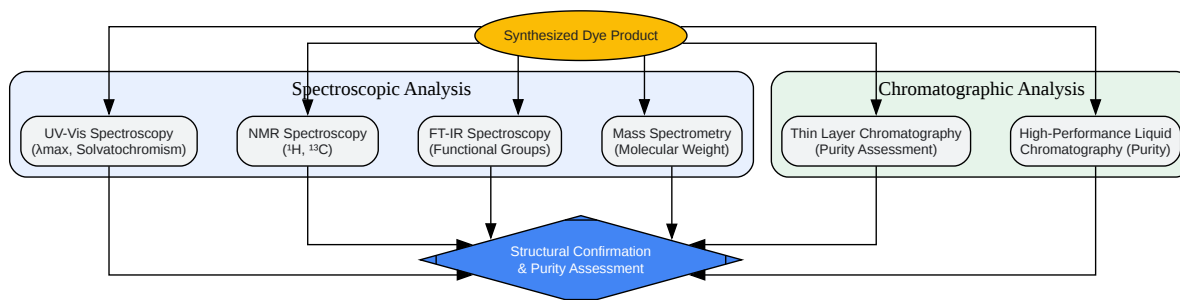 Synthesized Dye Product
Spectroscopic Analysis
Chromatographic Analysis
UV-Vis Spectroscopy
(λmax, Solvatochromism)
NMR Spectroscopy
(¹H, ¹³C)
FT-IR Spectroscopy
(Functional Groups)
Mass Spectrometry
(Molecular Weight)
Thin Layer Chromatography
(Purity Assessment)
High-Performance Liquid
Chromatography (Purity)
Structural Confirmation
& Purity Assessment